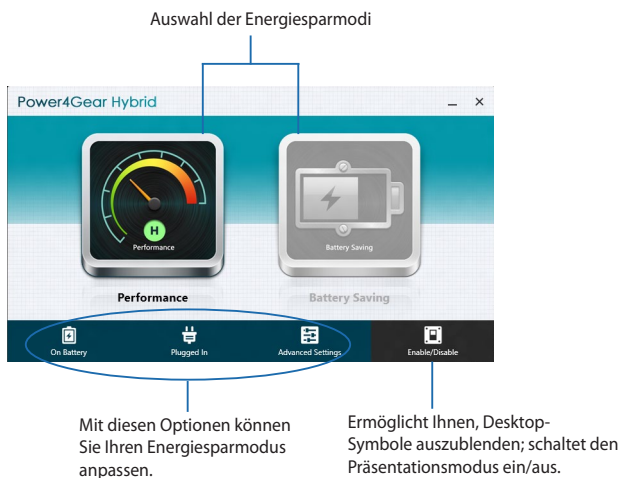 Auswahl der Energiesparmodi
Power4Gear Hybrid
H
Performance
Battery Saving
Performance
Battery Saving
On Battery
Plugged In
Advanced Settings
Enable/Disable
Mit diesen Optionen können
Sie Ihren Energiesparmodus
anpassen.
Ermöglicht Ihnen, Desktop-
Symbole auszublenden; schaltet den
Präsentationsmodus ein/aus.